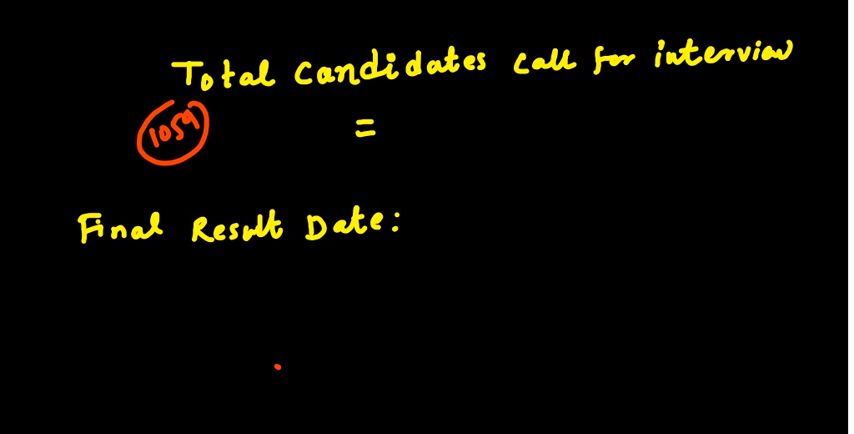 Total candidates call for interview
1059 =
Final Result Date: